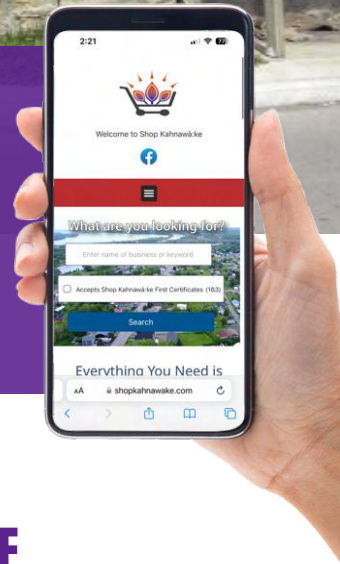 2:21
Welcome to Shop Kahnawà:ke
What are you looking for?
Enter name of business or keyword
Accepts Shop Kahnawà:ke First Certificates (163)
Search
Everything You Need is
AA shopkahnawake.com